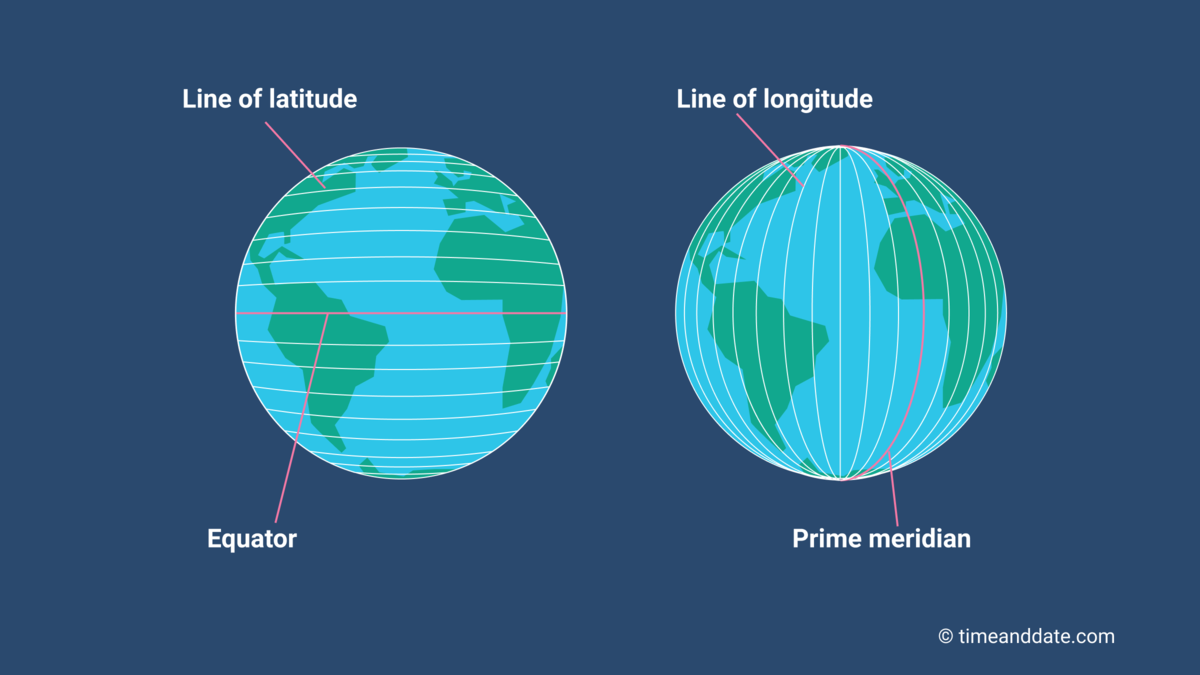 Line of latitude
Line of longitude
Equator
Prime meridian
© timeanddate.com